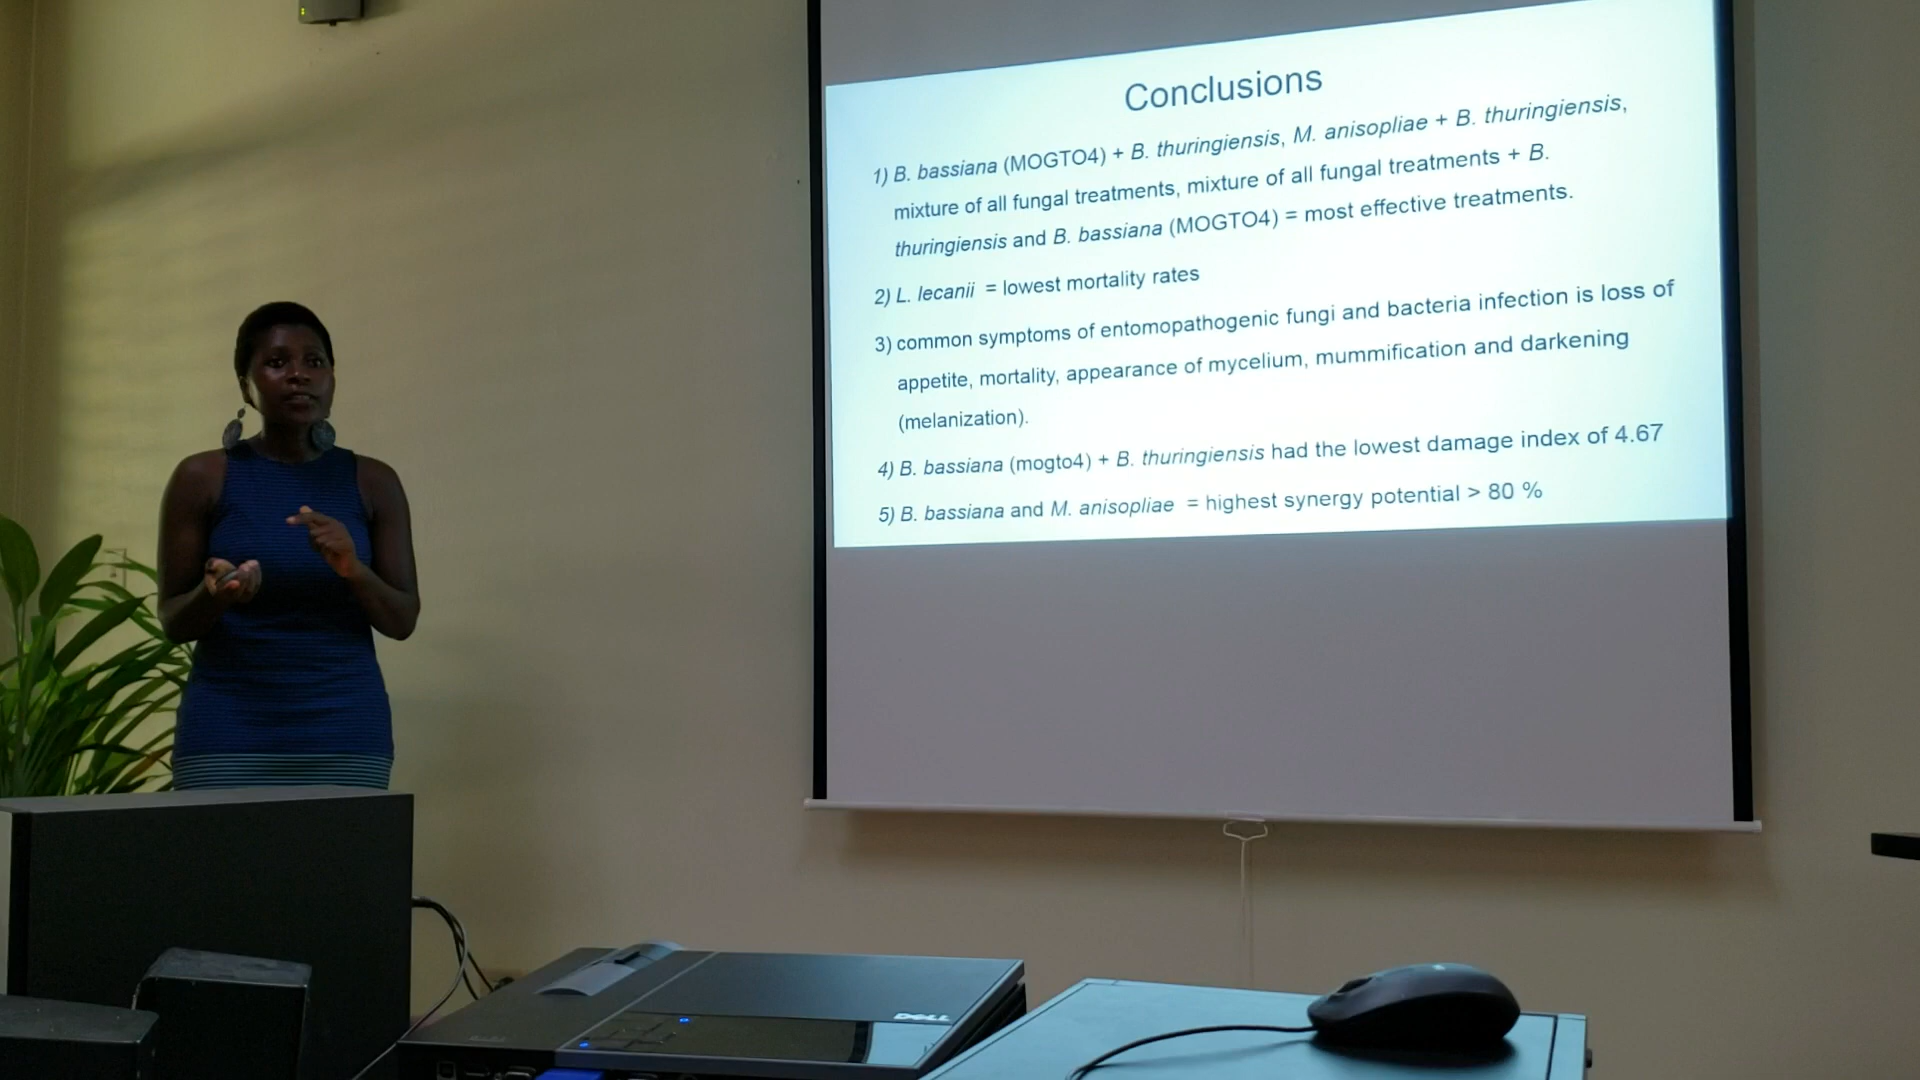 Conclusions
1) B. bassiana (MOGTO4) + B. thuringiensis, M. anisopliae + B. thuringiensis,
mixture of all fungal treatments, mixture of all fungal treatments + B.
thuringiensis and B. bassiana (MOGTO4) = most effective treatments.
2) L. lecanii = lowest mortality rates
3) common symptoms of entomopathogenic fungi and bacteria infection is loss of
appetite, mortality, appearance of mycelium, mummification and darkening
(melanization).
4) B. bassiana (mogto4) + B. thuringiensis had the lowest damage index of 4.67
5) B. bassiana and M. anisopliae = highest synergy potential > 80 %
DELL